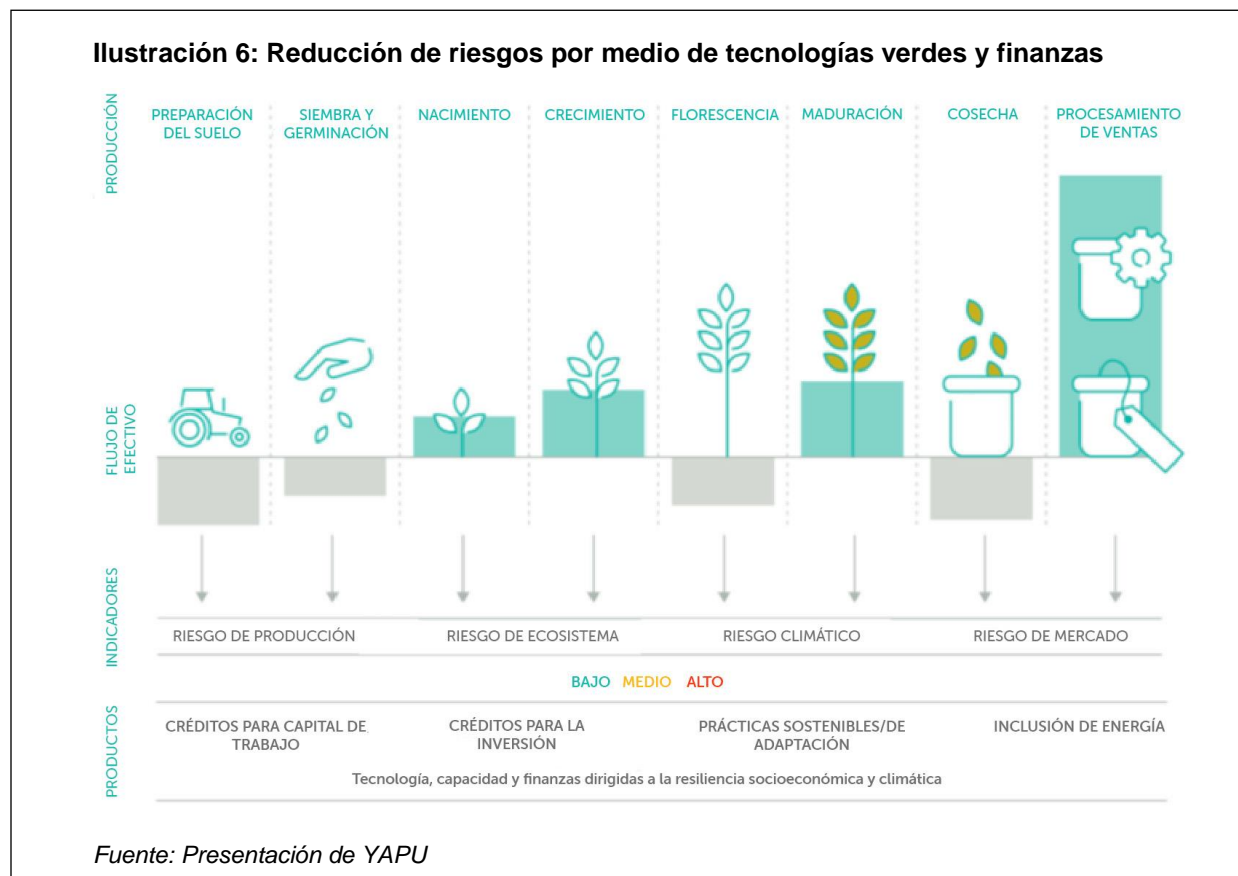 Ilustración 6: Reducción de riesgos por medio de tecnologías verdes y finanzas
PRODUCCIÓN
PREPARACIÓN
DEL SUELO
SIEMBRA Y
GERMINACIÓN
NACIMIENTO
CRECIMIENTO
FLORESCENCIA
MADURACIÓN
COSECHA
PROCESAMIENTO
DE VENTAS
FLUJO DE
EFECTIVO
INDICADORES
RIESGO DE PRODUCCIÓN
RIESGO DE ECOSISTEMA
RIESGO CLIMÁTICO
RIESGO DE MERCADO
BAJO MEDIO ALTO
PRODUCTOS
CRÉDITOS PARA CAPITAL DE
TRABAJO
CRÉDITOS PARA LA
INVERSIÓN
PRÁCTICAS SOSTENIBLES/DE
ADAPTACIÓN
INCLUSIÓN DE ENERGÍA
Tecnología, capacidad y finanzas dirigidas a la resiliencia socioeconómica y climática
Fuente: Presentación de YAPU